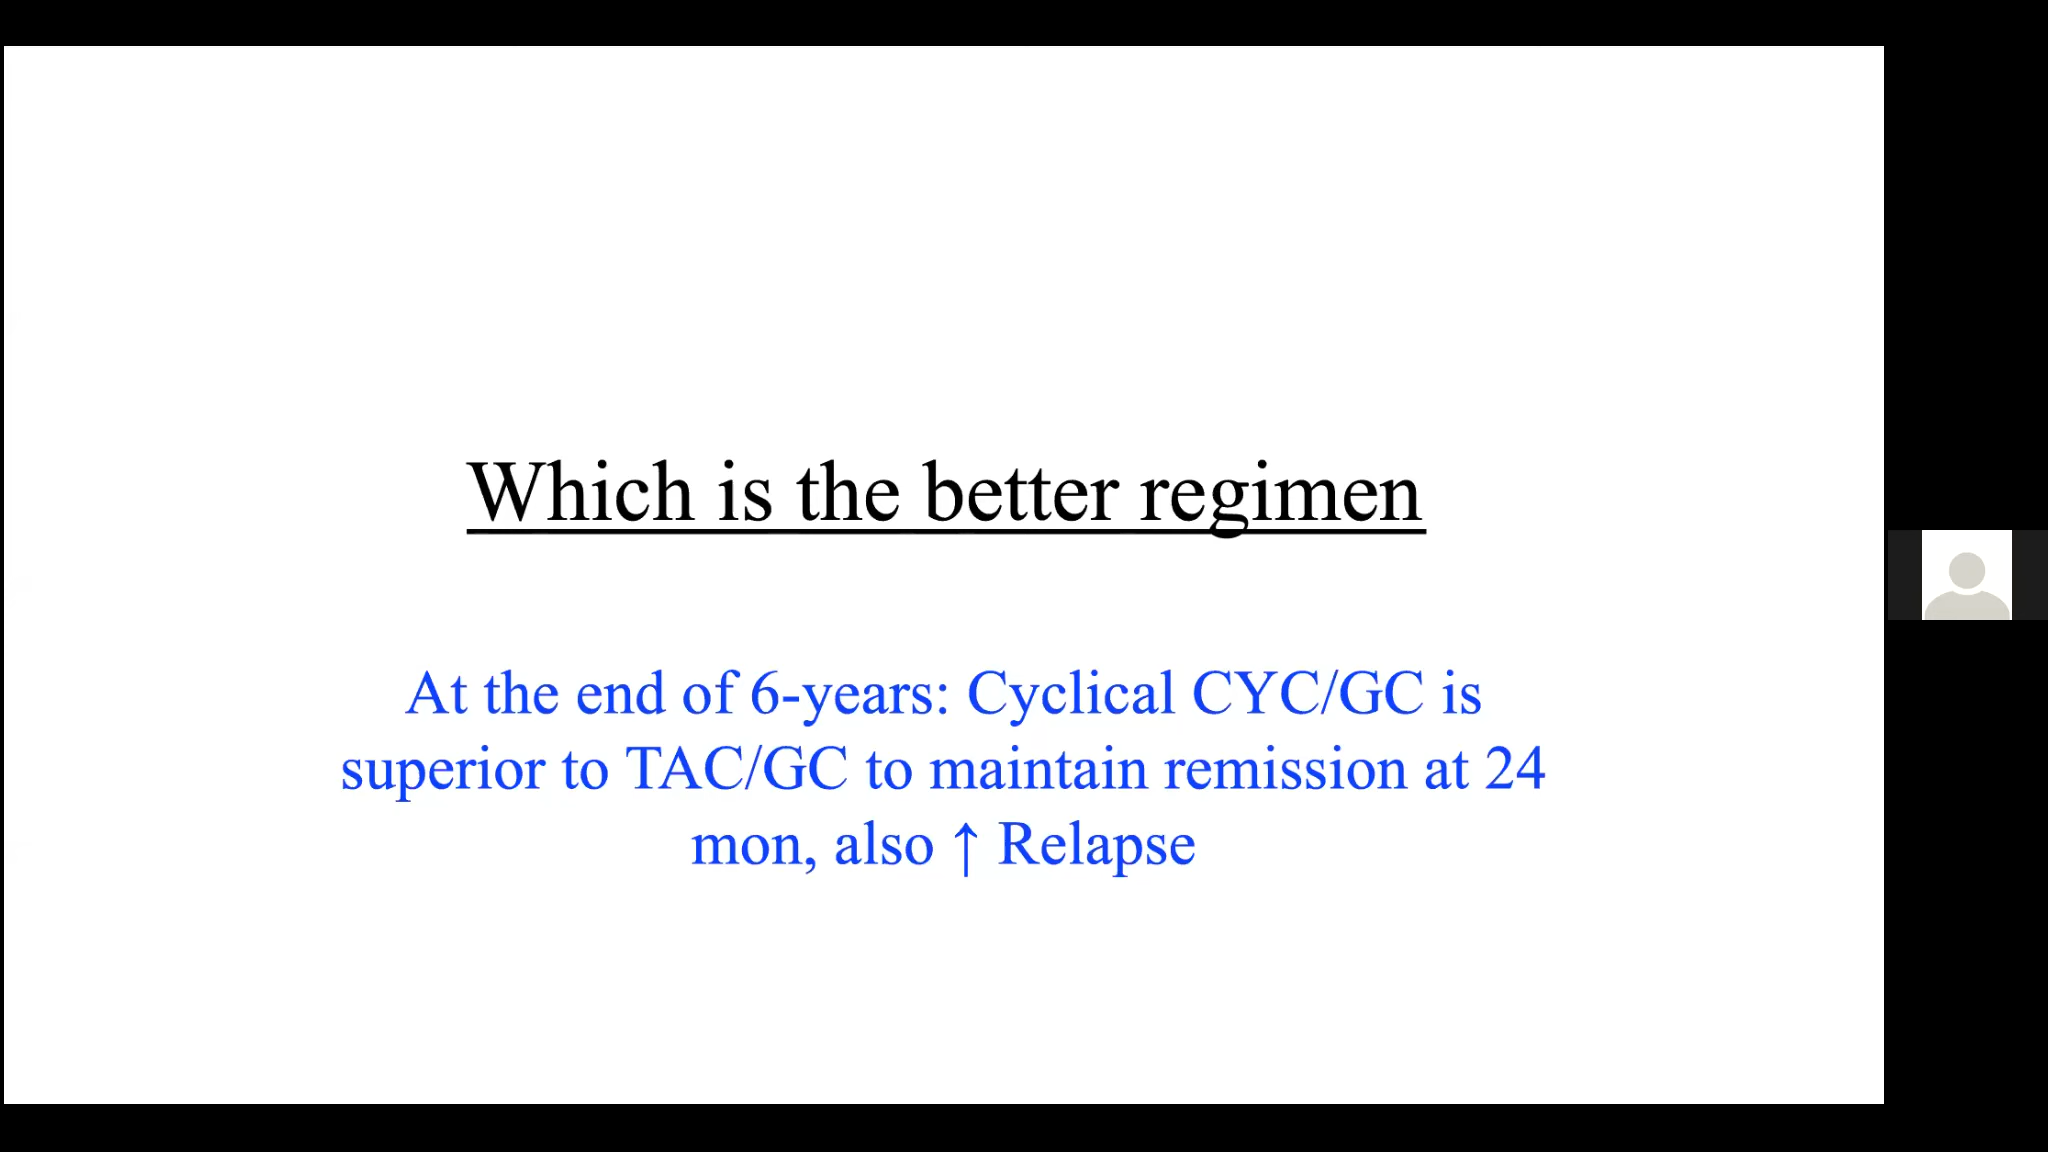 Which is the better regimen
At the end of 6-years: Cyclical CYC/GC is
superior to TAC/GC to maintain remission at 24
mon, also ↑ Relapse